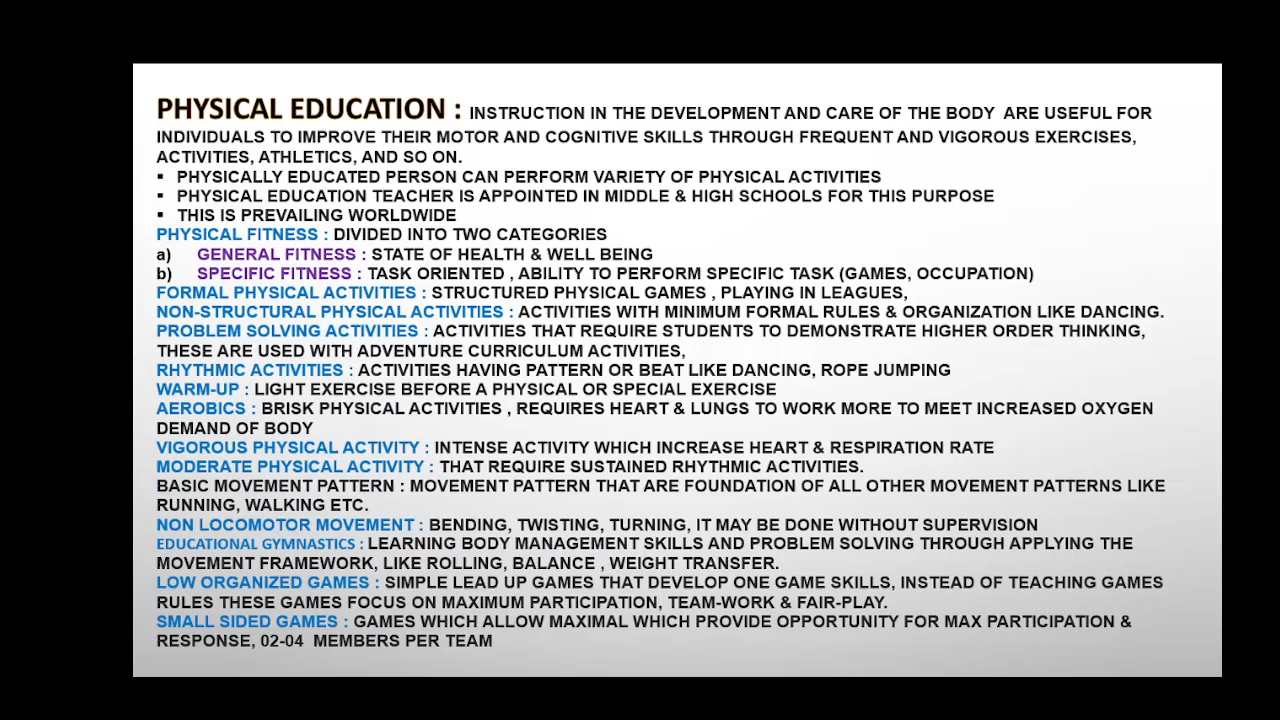 PHYSICAL EDUCATION : INSTRUCTION IN THE DEVELOPMENT AND CARE OF THE BODY ARE USEFUL FOR
INDIVIDUALS TO IMPROVE THEIR MOTOR AND COGNITIVE SKILLS THROUGH FREQUENT AND VIGOROUS EXERCISES,
ACTIVITIES, ATHLETICS, AND SO ON.
▪ PHYSICALLY EDUCATED PERSON CAN PERFORM VARIETY OF PHYSICAL ACTIVITIES
▪ PHYSICAL EDUCATION TEACHER IS APPOINTED IN MIDDLE & HIGH SCHOOLS FOR THIS PURPOSE
▪ THIS IS PREVAILING WORLDWIDE
PHYSICAL FITNESS : DIVIDED INTO TWO CATEGORIES
a) GENERAL FITNESS : STATE OF HEALTH & WELL BEING
b) SPECIFIC FITNESS : TASK ORIENTED , ABILITY TO PERFORM SPECIFIC TASK (GAMES, OCCUPATION)
FORMAL PHYSICAL ACTIVITIES : STRUCTURED PHYSICAL GAMES , PLAYING IN LEAGUES,
NON-STRUCTURAL PHYSICAL ACTIVITIES : ACTIVITIES WITH MINIMUM FORMAL RULES & ORGANIZATION LIKE DANCING.
PROBLEM SOLVING ACTIVITIES : ACTIVITIES THAT REQUIRE STUDENTS TO DEMONSTRATE HIGHER ORDER THINKING,
THESE ARE USED WITH ADVENTURE CURRICULUM ACTIVITIES,
RHYTHMIC ACTIVITIES : ACTIVITIES HAVING PATTERN OR BEAT LIKE DANCING, ROPE JUMPING
WARM-UP : LIGHT EXERCISE BEFORE A PHYSICAL OR SPECIAL EXERCISE
AEROBICS : BRISK PHYSICAL ACTIVITIES , REQUIRES HEART & LUNGS TO WORK MORE TO MEET INCREASED OXYGEN
DEMAND OF BODY
VIGOROUS PHYSICAL ACTIVITY : INTENSE ACTIVITY WHICH INCREASE HEART & RESPIRATION RATE
MODERATE PHYSICAL ACTIVITY : THAT REQUIRE SUSTAINED RHYTHMIC ACTIVITIES.
BASIC MOVEMENT PATTERN : MOVEMENT PATTERN THAT ARE FOUNDATION OF ALL OTHER MOVEMENT PATTERNS LIKE
RUNNING, WALKING ETC.
NON LOCOMOTOR MOVEMENT : BENDING, TWISTING, TURNING, IT MAY BE DONE WITHOUT SUPERVISION
EDUCATIONAL GYMNASTICS : LEARNING BODY MANAGEMENT SKILLS AND PROBLEM SOLVING THROUGH APPLYING THE
MOVEMENT FRAMEWORK, LIKE ROLLING, BALANCE , WEIGHT TRANSFER.
LOW ORGANIZED GAMES : SIMPLE LEAD UP GAMES THAT DEVELOP ONE GAME SKILLS, INSTEAD OF TEACHING GAMES
RULES THESE GAMES FOCUS ON MAXIMUM PARTICIPATION, TEAM-WORK & FAIR-PLAY.
SMALL SIDED GAMES : GAMES WHICH ALLOW MAXIMAL WHICH PROVIDE OPPORTUNITY FOR MAX PARTICIPATION &
RESPONSE, 02-04 MEMBERS PER TEAM